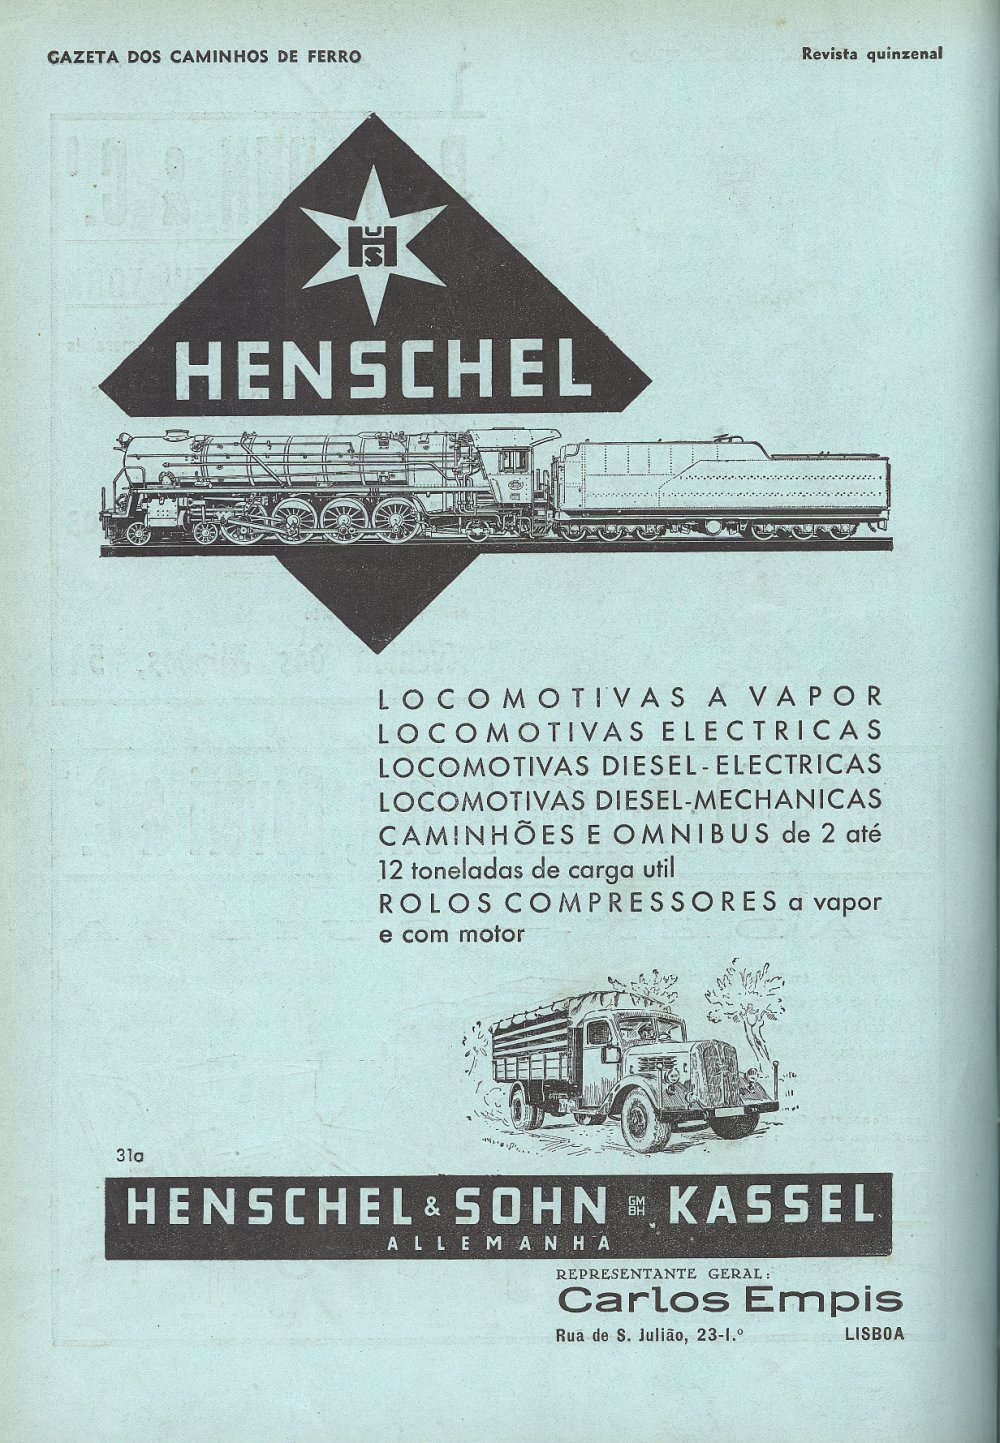 GAZETA DOS CAMINHOS DE FERRO
Revista quinzenal
HUS
HENSCHEL
LOCOMOTIVAS A VAPOR
LOCOMOTIVAS ELECTRICAS
LOCOMOTIVAS DIESEL-ELECTRICAS
LOCOMOTIVAS DIESEL-MECHANICAS
CAMINHÕES E OMNIBUS de 2 até
12 toneladas de carga util
ROLOS COMPRESSORES a vapor
e com motor
31a
HENSCHEL & SOHN GMBH KASSEL
ALLEMANHA
REPRESENTANTE GERAL:
Carlos Empis
Rua de S. Julião, 23-1.º LISBOA